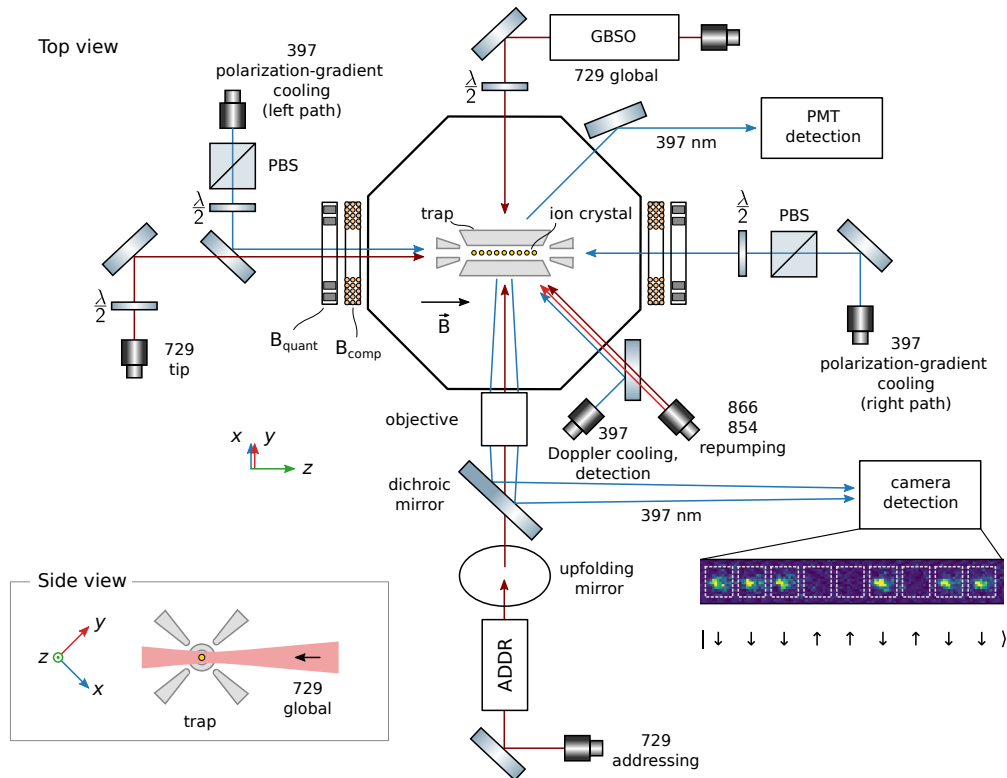 Top view
397
polarization-gradient
cooling
(left path)
PBS
λ/2
λ/2
729
tip
B_quant
B_comp
GBSO
729 global
λ/2
PMT
detection
397 nm
trap
ion crystal
B⃗
λ/2
PBS
397
polarization-gradient
cooling
(right path)
objective
397
Doppler cooling,
detection
866
854
repumping
x y
z
dichroic
mirror
397 nm
camera
detection
upfolding
mirror
| ↓ ↓ ↓ ↑ ↑ ↓ ↑ ↓ ↓ ⟩
ADDR
729
addressing
Side view
y
z
x
trap
729
global